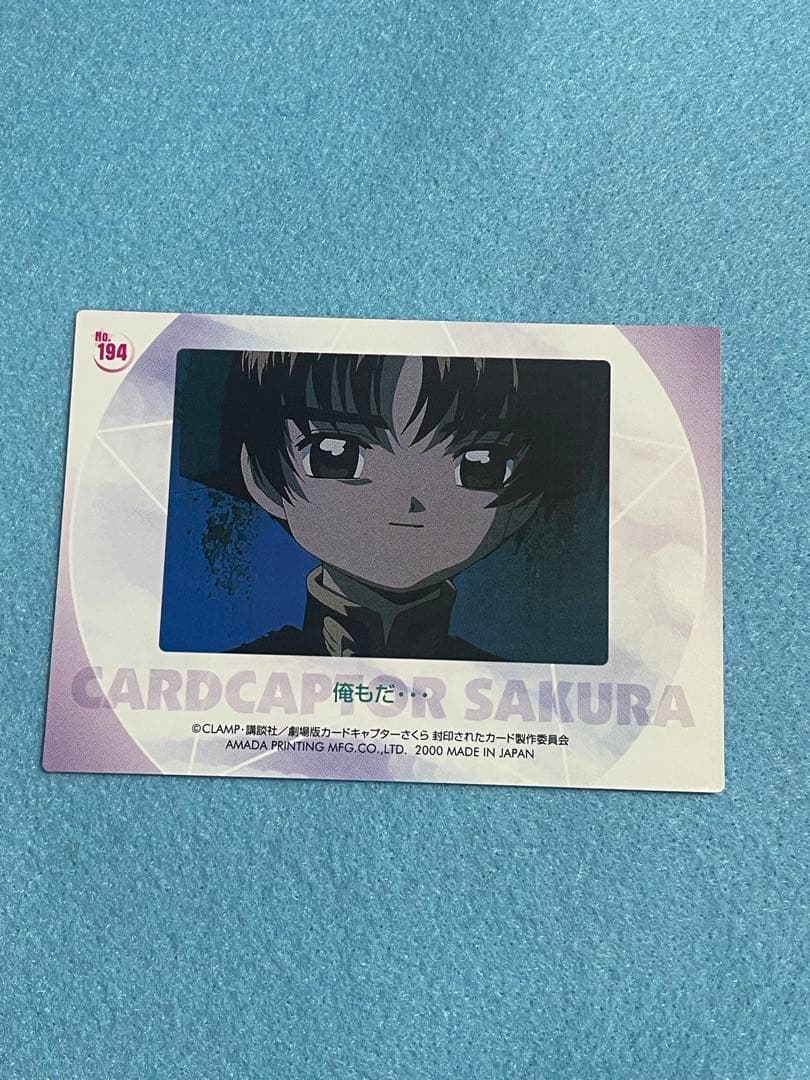 No.
194
CARDCAPTOR SAKURA
俺もだ・・・
©CLAMP・講談社／劇場版カードキャプターさくら 封印されたカード製作委員会
AMADA PRINTING MFG.CO.,LTD. 2000 MADE IN JAPAN